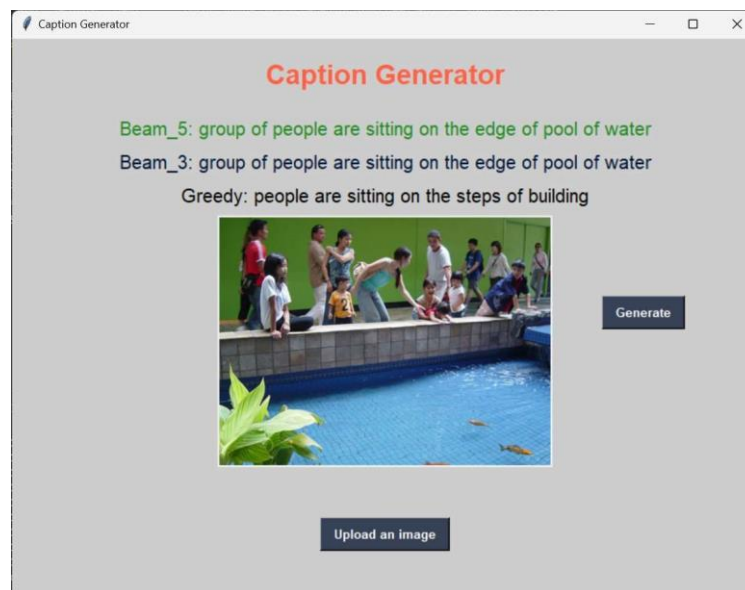 Caption Generator
Caption Generator
Beam_5: group of people are sitting on the edge of pool of water
Beam_3: group of people are sitting on the edge of pool of water
Greedy: people are sitting on the steps of building
2
Generate
Upload an image